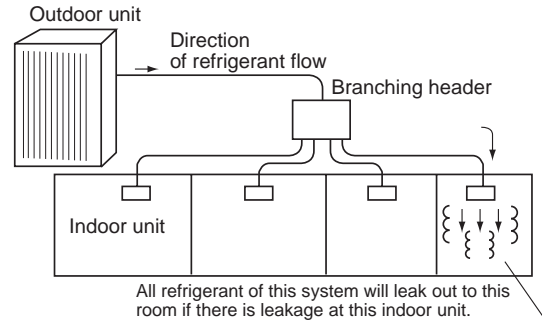 Outdoor unit
Direction
of refrigerant flow
Branching header
Indoor unit
All refrigerant of this system will leak out to this
room if there is leakage at this indoor unit.